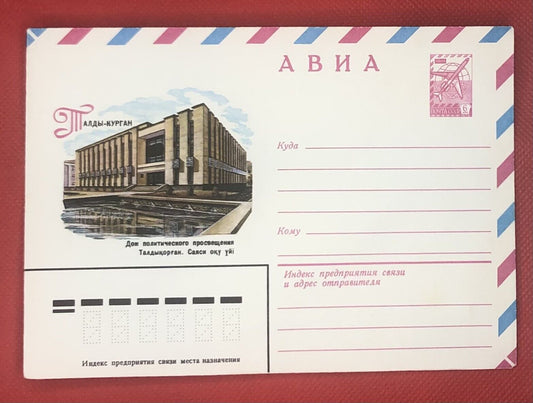 АВИА
Талды-Курган
Дом политического просвещения
Талдықорған. Саяси оқу үйі
Куда
Кому
Индекс предприятия связи
и адрес отправителя
Индекс предприятия связи места назначения